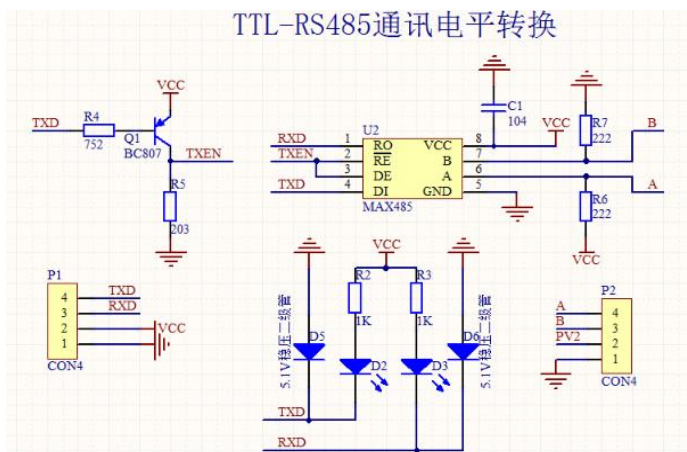 TTL-RS485通讯电平转换
VCC
TXD
R4
752
Q1
BC807
TXEN
R5
203
C1
104
VCC
R7
222
B
U2
RXD
1
RO
VCC
8
TXEN
2
RE
B
7
3
DE
A
6
TXD
4
DI
GND
5
MAX485
R6
222
A
VCC
P1
4
TXD
3
RXD
2
VCC
1
CON4
VCC
R2
1K
R3
1K
5.1V稳压二级管
D5
D2
D3
D6
5.1V稳压二级管
TXD
RXD
P2
A
4
B
3
PV2
2
1
CON4